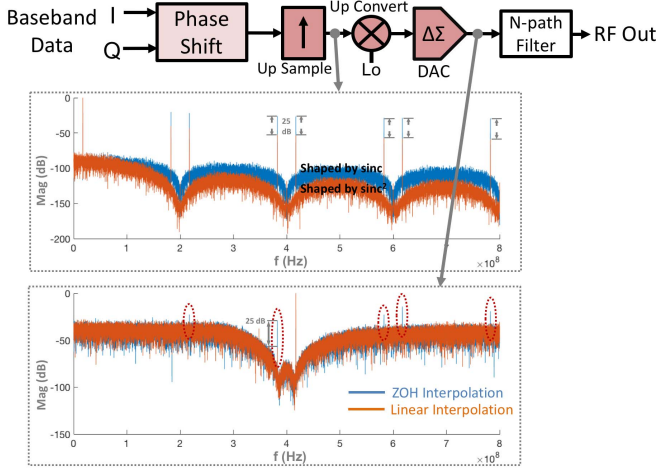 Baseband
Data
I
Q
Phase
Shift
Up Sample
Up Convert
Lo
ΔΣ
DAC
N-path
Filter
RF Out
0
-50
-100
-150
-200
Mag (dB)
25
dB
Shaped by sinc
Shaped by sinc²
0 1 2 3 4 5 6 7 8
f (Hz)
×10⁸
0
-50
-100
-150
Mag (dB)
25 dB
ZOH Interpolation
Linear Interpolation
0 1 2 3 4 5 6 7 8
f (Hz)
×10⁸